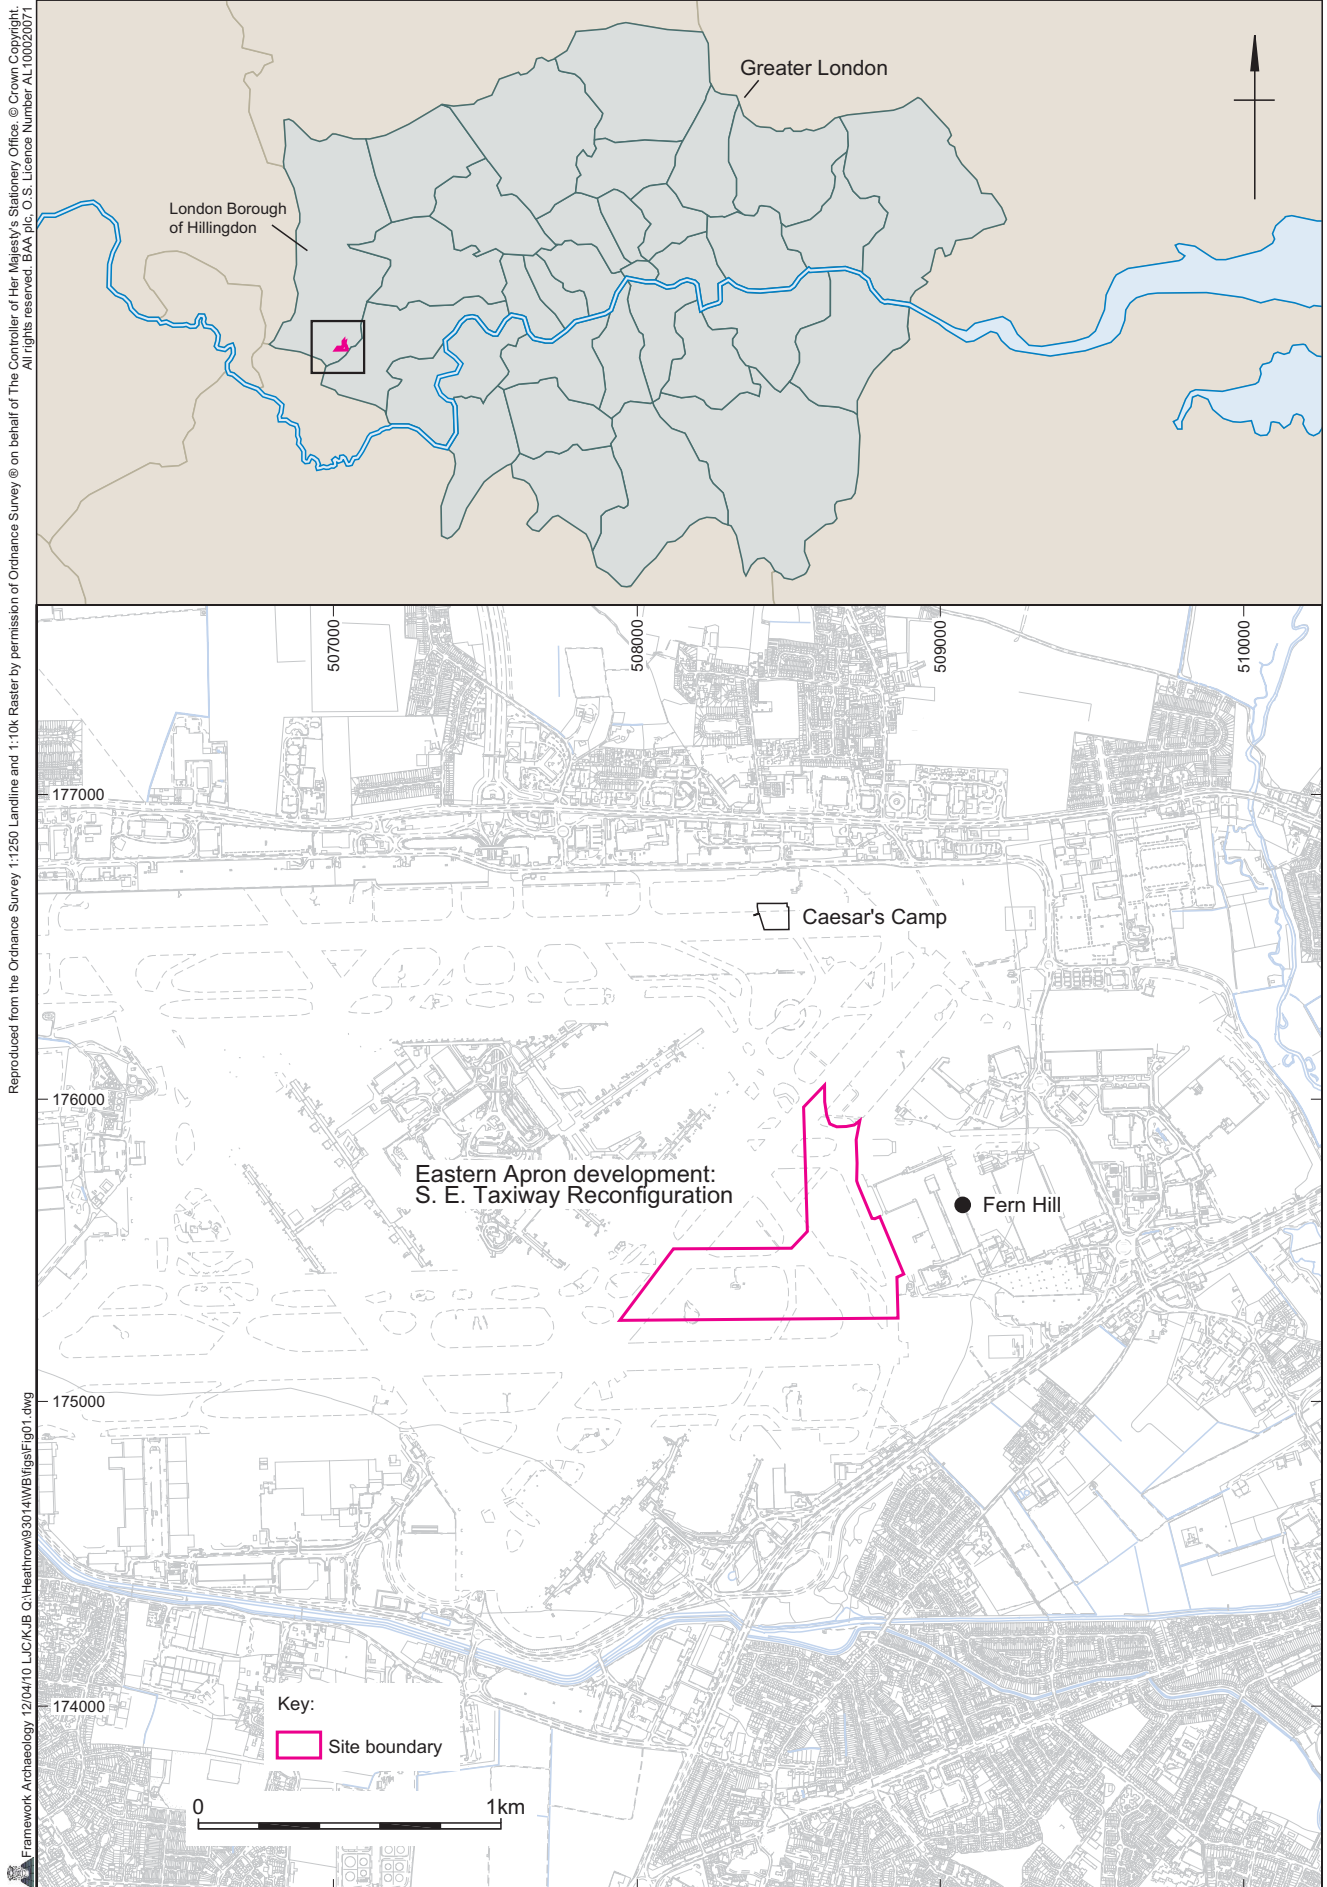 Reproduced from the Ordnance Survey 1:1250 Landline and 1:10k Raster by permission of Ordnance Survey ® on behalf of The Controller of Her Majesty's Stationery Office. © Crown Copyright.
All rights reserved. BAA plc, O.S. Licence Number AL100020071
Greater London
London Borough
of Hillingdon
507000
508000
509000
510000
177000
Caesar's Camp
176000
Eastern Apron development:
S. E. Taxiway Reconfiguration
Fern Hill
175000
174000
Key:
Site boundary
0
1km
Framework Archaeology 12/04/10 LJC/KJB Q:\Heathrow\93014\WB\figs\Fig01.dwg